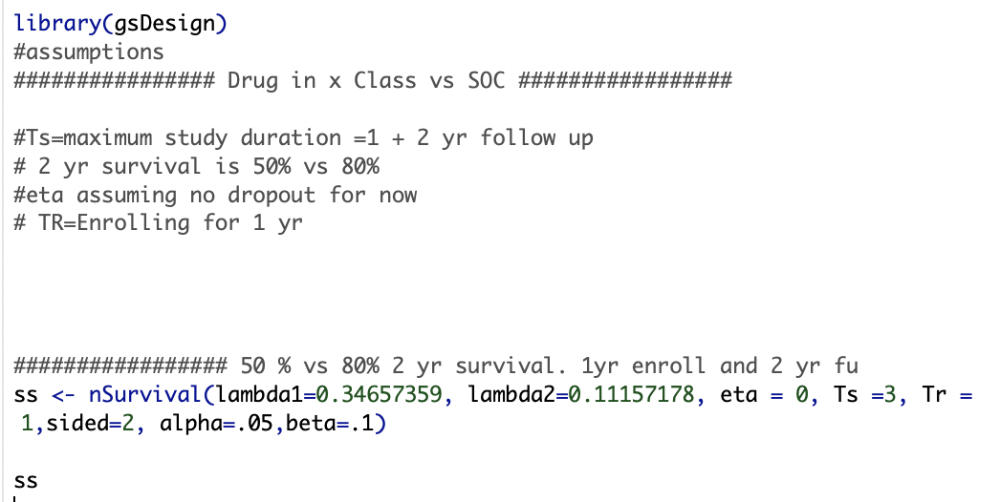 library(gsDesign)
#assumptions
################ Drug in x Class vs SOC #################
#Ts=maximum study duration =1 + 2 yr follow up
# 2 yr survival is 50% vs 80%
#eta assuming no dropout for now
# TR=Enrolling for 1 yr
################# 50 % vs 80% 2 yr survival. 1yr enroll and 2 yr fu
ss <- nSurvival(lambda1=0.34657359, lambda2=0.11157178, eta = 0, Ts =3, Tr =
1,sided=2, alpha=.05,beta=.1)
ss